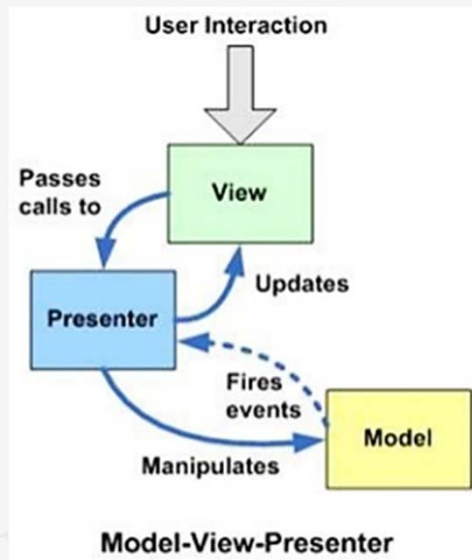 User Interaction
View
Passes
calls to
Updates
Presenter
Fires
events
Model
Manipulates
Model-View-Presenter